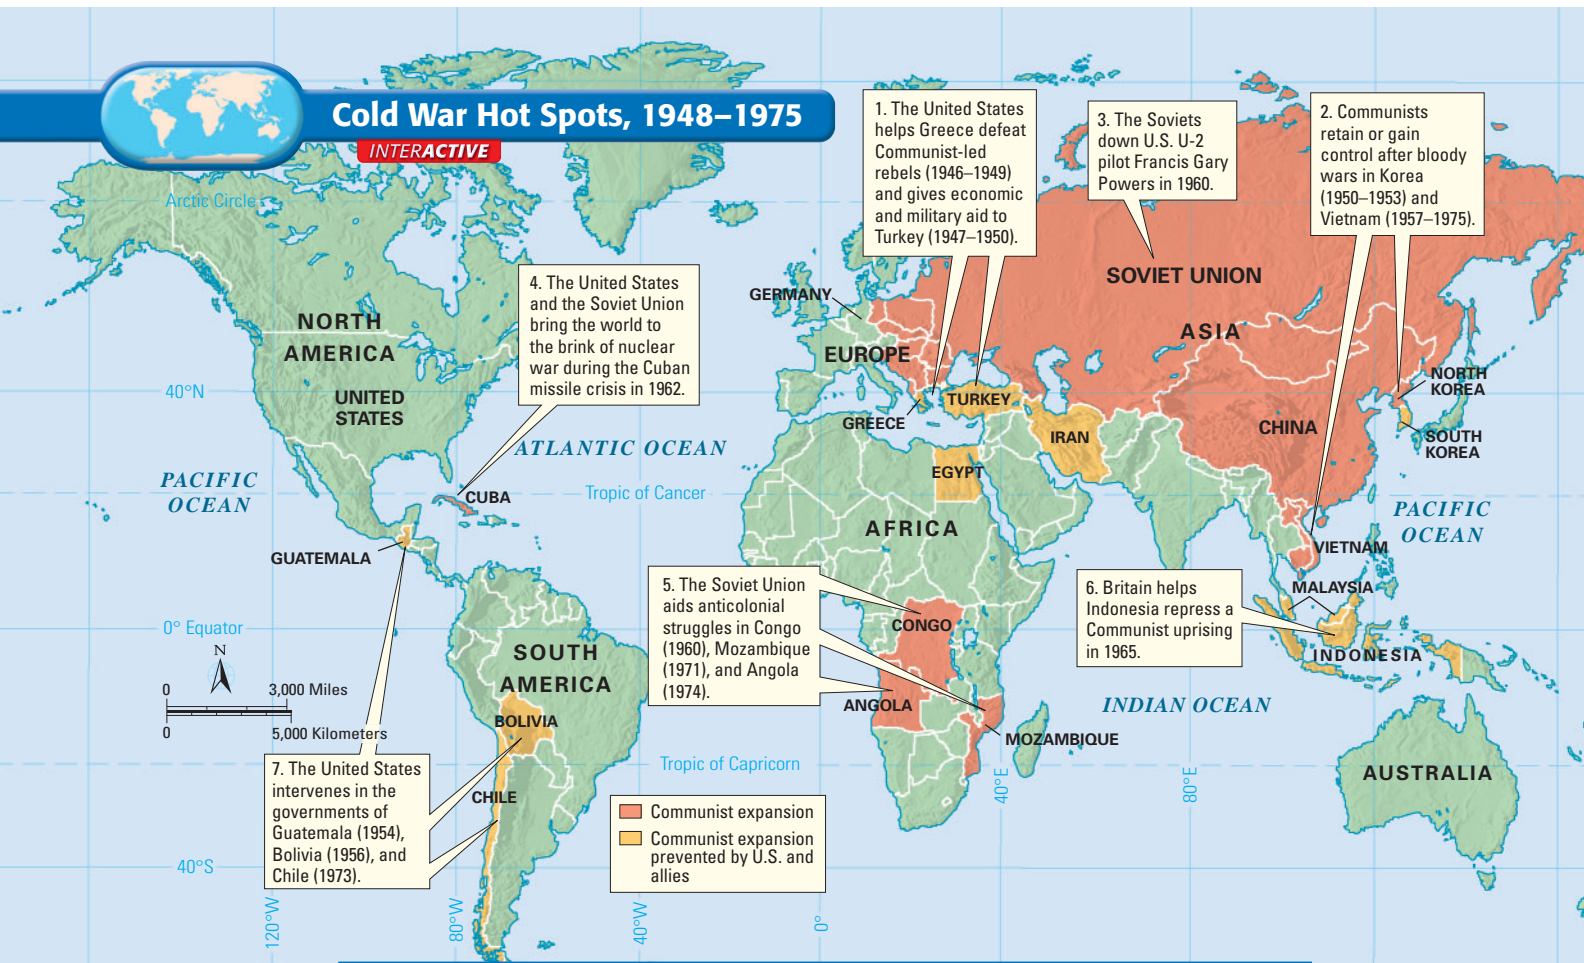 Cold War Hot Spots, 1948–1975
INTERACTIVE
1. The United States
helps Greece defeat
Communist-led
rebels (1946–1949)
and gives economic
and military aid to
Turkey (1947–1950).
3. The Soviets
down U.S. U-2
pilot Francis Gary
Powers in 1960.
2. Communists
retain or gain
control after bloody
wars in Korea
(1950–1953) and
Vietnam (1957–1975).
4. The United States
and the Soviet Union
bring the world to
the brink of nuclear
war during the Cuban
missile crisis in 1962.
Arctic Circle
NORTH
AMERICA
UNITED
STATES
40°N
GERMANY
EUROPE
SOVIET UNION
ASIA
GREECE
TURKEY
IRAN
EGYPT
CHINA
NORTH
KOREA
SOUTH
KOREA
ATLANTIC OCEAN
PACIFIC
OCEAN
CUBA
Tropic of Cancer
AFRICA
PACIFIC
OCEAN
GUATEMALA
VIETNAM
MALAYSIA
INDONESIA
5. The Soviet Union
aids anticolonial
struggles in Congo
(1960), Mozambique
(1971), and Angola
(1974).
6. Britain helps
Indonesia repress a
Communist uprising
in 1965.
CONGO
ANGOLA
MOZAMBIQUE
INDIAN OCEAN
0° Equator
N
0
3,000 Miles
0
5,000 Kilometers
SOUTH
AMERICA
BOLIVIA
CHILE
Tropic of Capricorn
AUSTRALIA
7. The United States
intervenes in the
governments of
Guatemala (1954),
Bolivia (1956), and
Chile (1973).
Communist expansion
Communist expansion
prevented by U.S. and
allies
40°S
120°W
80°W
40°W
0°
40°E
80°E